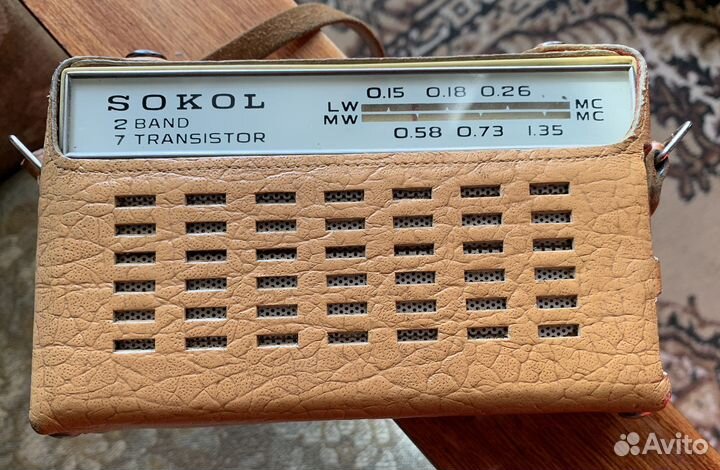 SOKOL
2 BAND
7 TRANSISTOR
0.15 0.18 0.26
LW MC
MW MC
0.58 0.73 1.35
Avito